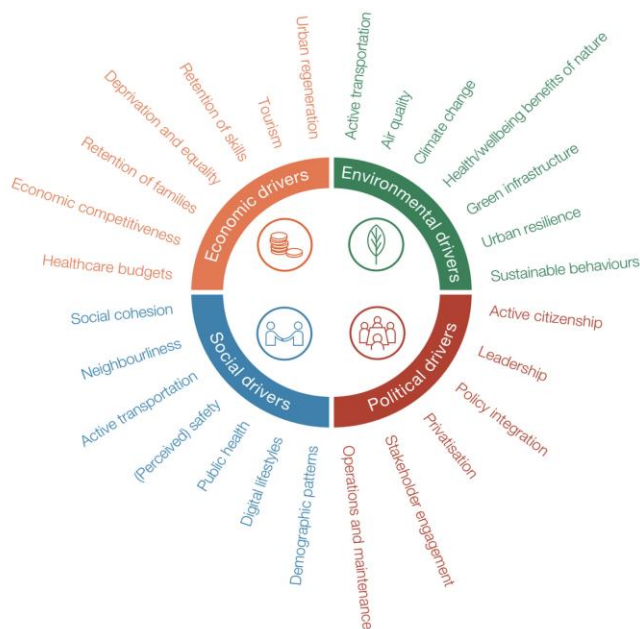 Economic drivers
Healthcare budgets
Economic competitiveness
Retention of families
Deprivation and equality
Retention of skills
Tourism
Urban regeneration
Environmental drivers
Active transportation
Air quality
Climate change
Health/wellbeing benefits of nature
Green infrastructure
Urban resilience
Sustainable behaviours
Political drivers
Active citizenship
Leadership
Policy integration
Privatisation
Stakeholder engagement
Operations and maintenance
Social drivers
Demographic patterns
Digital lifestyles
Public health
(Perceived) safety
Active transportation
Neighbourliness
Social cohesion